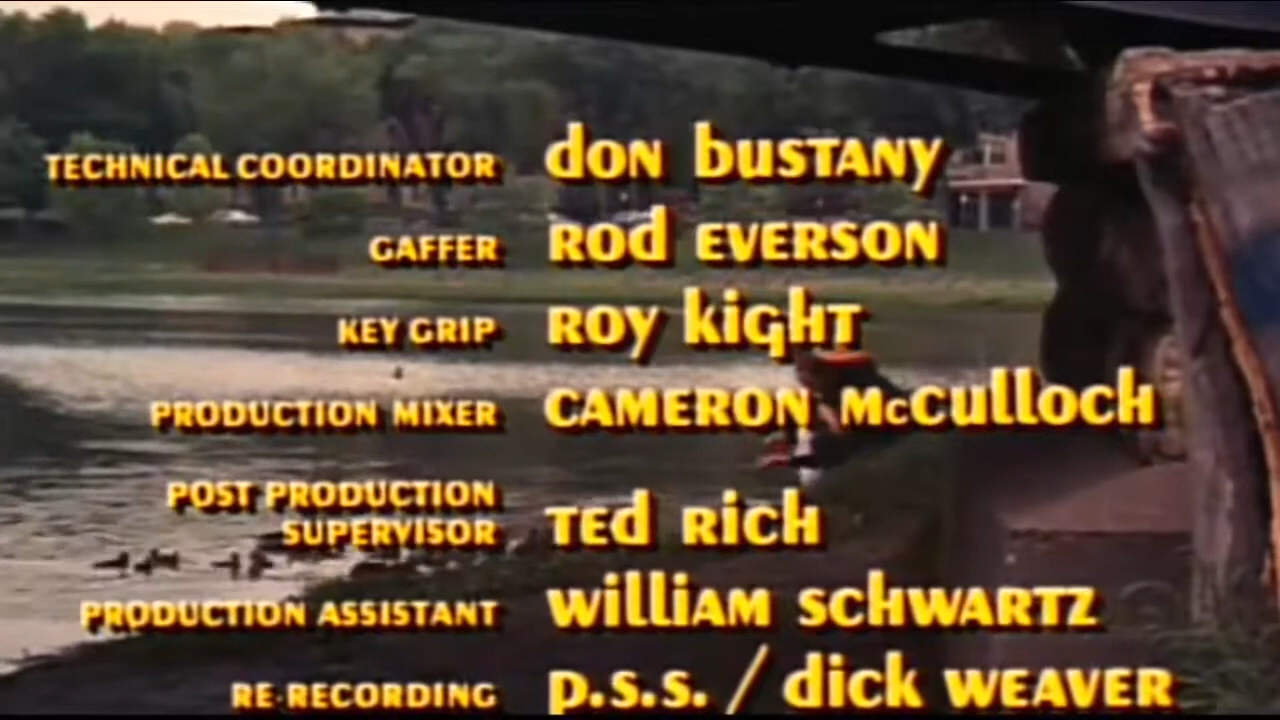 TECHNICAL COORDINATOR don bUSTANY
GAFFER ROd EVERSON
KEY GRIP ROY kigHT
PRODUCTION MIXER CAMERON McCullocH
POST PRODUCTION
SUPERVISOR TEd RicH
PRODUCTION ASSISTANT williAM SCHWARTZ
RE-RECORDING p.s.s. / dick WEAVER